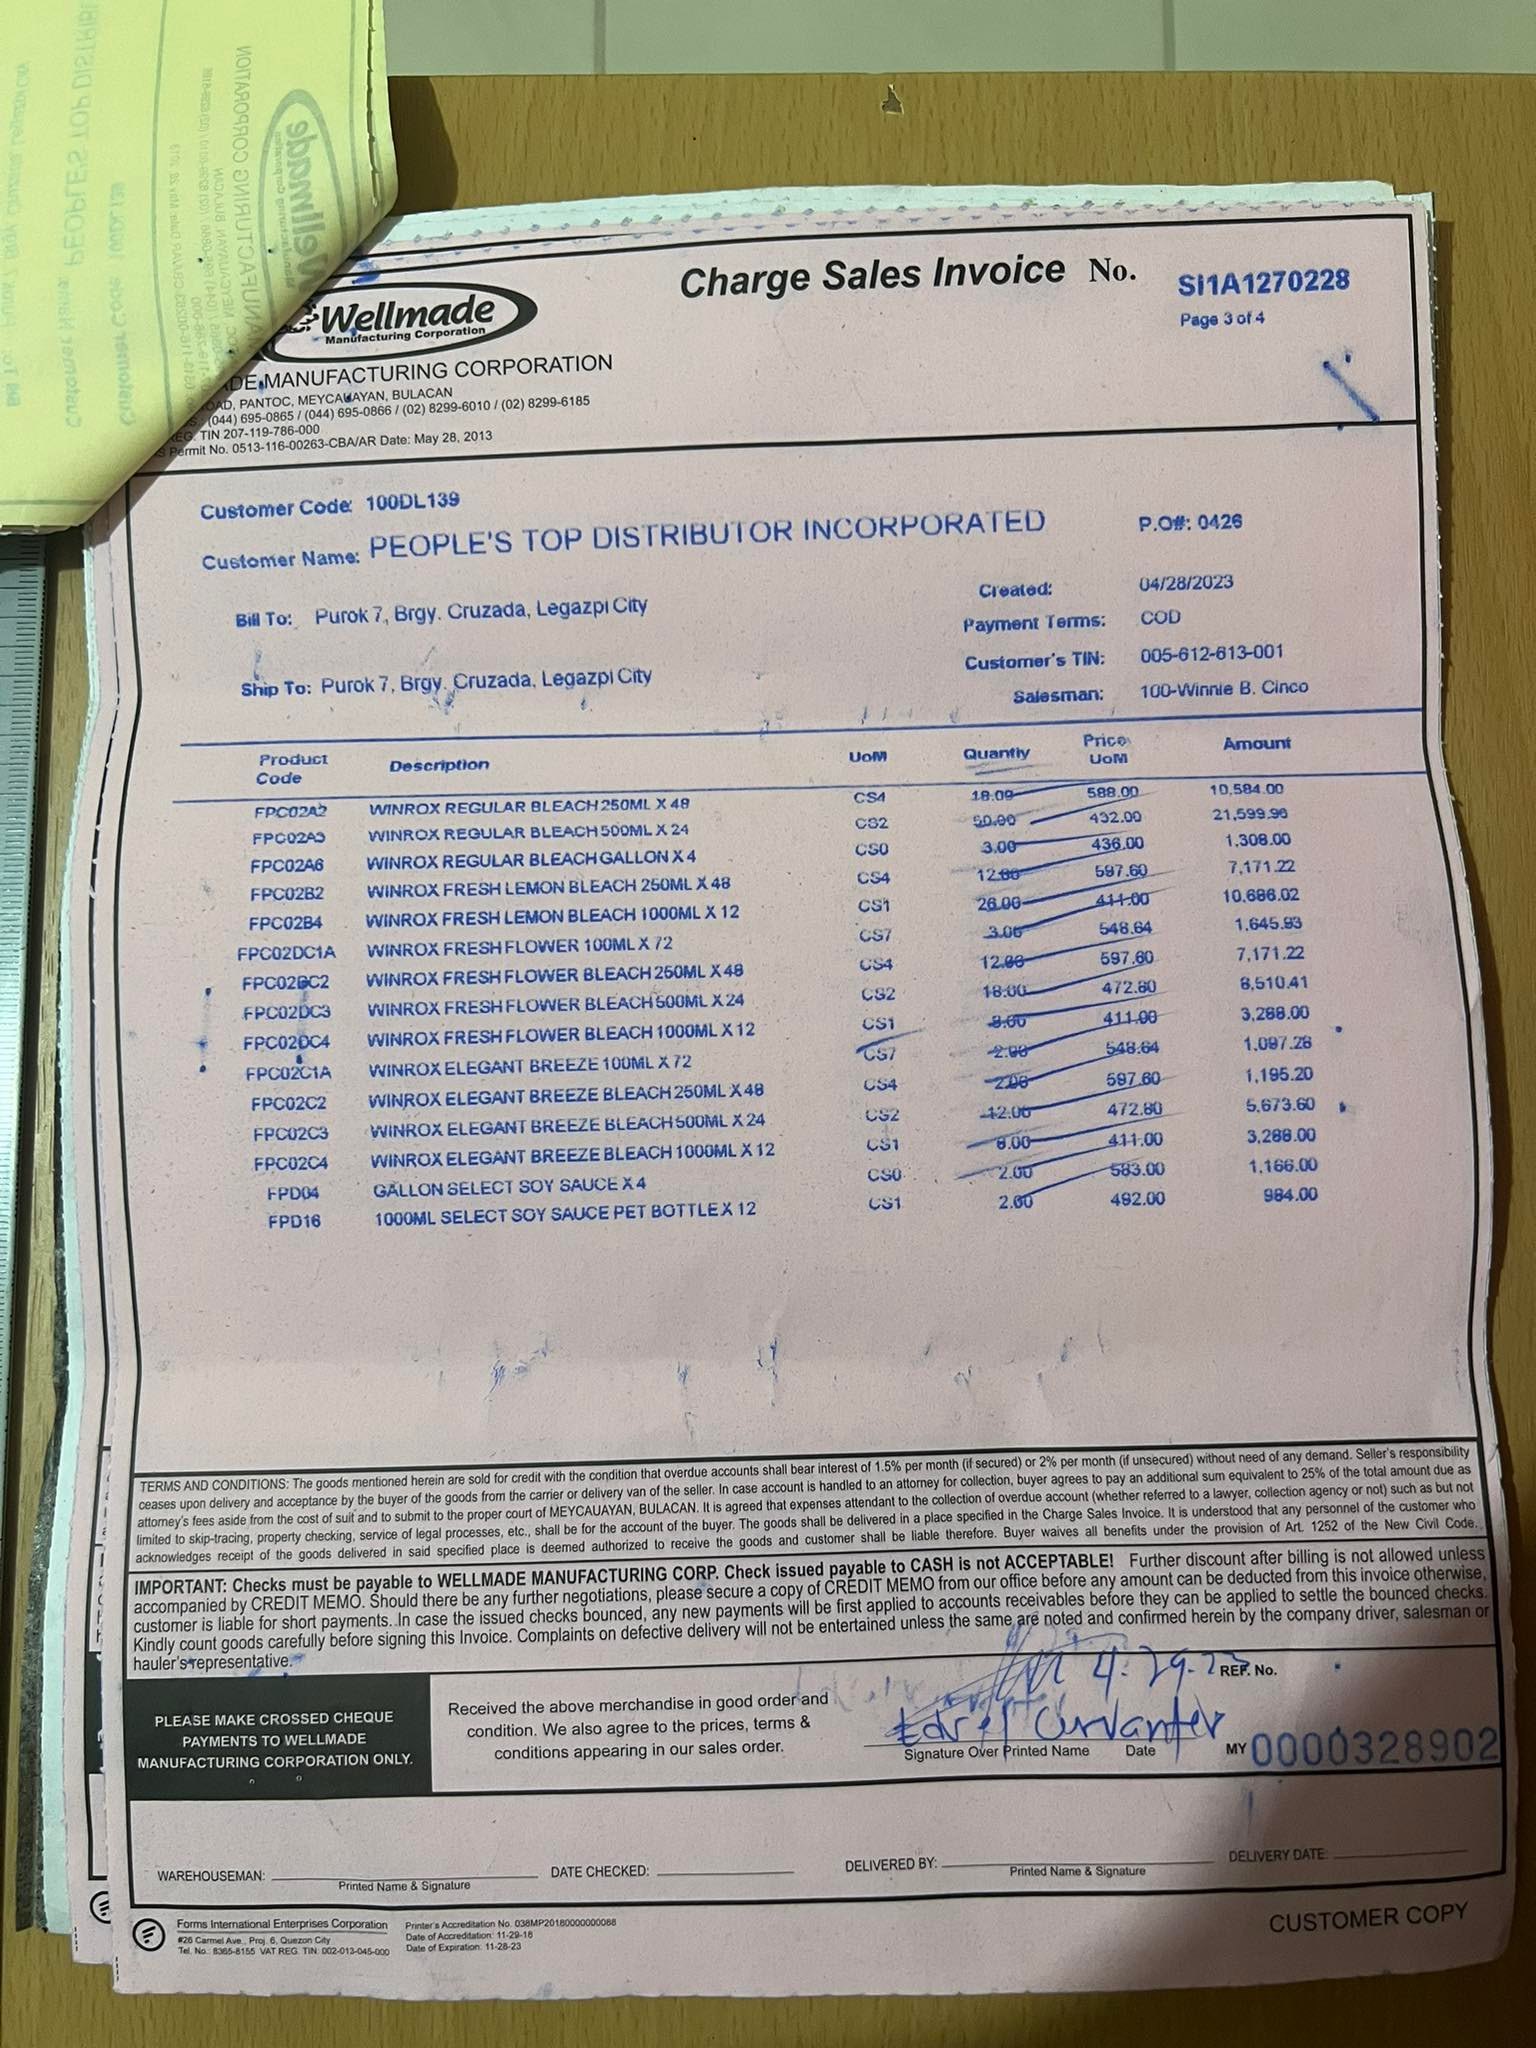 Charge Sales Invoice No. SI1A1270228
Page 3 of 4
Wellmade
Manufacturing Corporation
MANUFACTURING CORPORATION
PANTOC, MEYCAUAYAN, BULACAN
(044) 695-0865 / (044) 695-0866 / (02) 8299-6010 / (02) 8299-6185
TIN 207-119-786-000
Permit No. 0513-116-00263-CBA/AR Date: May 28, 2013
Customer Code: 100DL139
Customer Name: PEOPLE'S TOP DISTRIBUTOR INCORPORATED P.O#: 0426
Created: 04/28/2023
Bill To: Purok 7, Brgy. Cruzada, Legazpi City
Payment Terms: COD
Customer's TIN: 005-612-613-001
Ship To: Purok 7, Brgy. Cruzada, Legazpi City
Salesman: 100-Winnie B. Cinco
Product Code Description UoM Quantiy Price UoM Amount
FPC02A2 WINROX REGULAR BLEACH 250ML X 48 CS4 18.00 588.00 10,584.00
FPC02A3 WINROX REGULAR BLEACH 500ML X 24 CS2 50.00 432.00 21,599.96
FPC02A6 WINROX REGULAR BLEACH GALLON X 4 CS0 3.00 436.00 1,308.00
FPC02B2 WINROX FRESH LEMON BLEACH 250ML X 48 CS4 12.00 597.60 7,171.22
FPC02B4 WINROX FRESH LEMON BLEACH 1000ML X 12 CS1 26.00 411.00 10,686.02
FPC02DC1A WINROX FRESH FLOWER 100ML X 72 CS7 3.00 548.64 1,645.93
FPC02DC2 WINROX FRESH FLOWER BLEACH 250ML X 48 CS4 12.00 597.60 7,171.22
FPC02DC3 WINROX FRESH FLOWER BLEACH 500ML X 24 CS2 18.00 472.80 8,510.41
FPC02DC4 WINROX FRESH FLOWER BLEACH 1000ML X 12 CS1 8.00 411.00 3,288.00
FPC02C1A WINROX ELEGANT BREEZE 100ML X 72 CS7 2.00 548.64 1,097.28
FPC02C2 WINROX ELEGANT BREEZE BLEACH 250ML X 48 CS4 2.00 597.60 1,195.20
FPC02C3 WINROX ELEGANT BREEZE BLEACH 500ML X 24 CS2 12.00 472.80 5,673.60
FPC02C4 WINROX ELEGANT BREEZE BLEACH 1000ML X 12 CS1 8.00 411.00 3,288.00
FPD04 GALLON SELECT SOY SAUCE X 4 CS0 2.00 583.00 1,166.00
FPD16 1000ML SELECT SOY SAUCE PET BOTTLE X 12 CS1 2.00 492.00 984.00
TERMS AND CONDITIONS: The goods mentioned herein are sold for credit with the condition that overdue accounts shall bear interest of 1.5% per month (if secured) or 2% per month (if unsecured) without need of any demand. Seller's responsibility
ceases upon delivery and acceptance by the buyer of the goods from the carrier or delivery van of the seller. In case account is handled to an attorney for collection, buyer agrees to pay an additional sum equivalent to 25% of the total amount due as
attorney's fees aside from the cost of suit and to submit to the proper court of MEYCAUAYAN, BULACAN. It is agreed that expenses attendant to the collection of overdue account (whether referred to a lawyer, collection agency or not) such as but not
limited to skip-tracing, property checking, service of legal processes, etc., shall be for the account of the buyer. The goods shall be delivered in a place specified in the Charge Sales Invoice. It is understood that any personnel of the customer who
acknowledges receipt of the goods delivered in said specified place is deemed authorized to receive the goods and customer shall be liable therefore. Buyer waives all benefits under the provision of Art. 1252 of the New Civil Code.
IMPORTANT: Checks must be payable to WELLMADE MANUFACTURING CORP. Check issued payable to CASH is not ACCEPTABLE! Further discount after billing is not allowed unless
accompanied by CREDIT MEMO. Should there be any further negotiations, please secure a copy of CREDIT MEMO from our office before any amount can be deducted from this invoice otherwise,
customer is liable for short payments. In case the issued checks bounced, any new payments will be first applied to accounts receivables before they can be applied to settle the bounced checks.
Kindly count goods carefully before signing this Invoice. Complaints on defective delivery will not be entertained unless the same are noted and confirmed herein by the company driver, salesman or
hauler's representative.
PLEASE MAKE CROSSED CHEQUE
PAYMENTS TO WELLMADE
MANUFACTURING CORPORATION ONLY.
Received the above merchandise in good order and
condition. We also agree to the prices, terms &
conditions appearing in our sales order.
4-29-23
Signature Over Printed Name Date
REF. No.
MY 0000328902
WAREHOUSEMAN: Printed Name & Signature
DATE CHECKED:
DELIVERED BY: Printed Name & Signature
DELIVERY DATE:
Forms International Enterprises Corporation
#26 Carmel Ave., Proj. 6, Quezon City
Tel. No.: 8365-8155 VAT REG. TIN: 002-013-045-000
Printer's Accreditation No. 038MP20180000000088
Date of Accreditation: 11-29-18
Date of Expiration: 11-28-23
CUSTOMER COPY